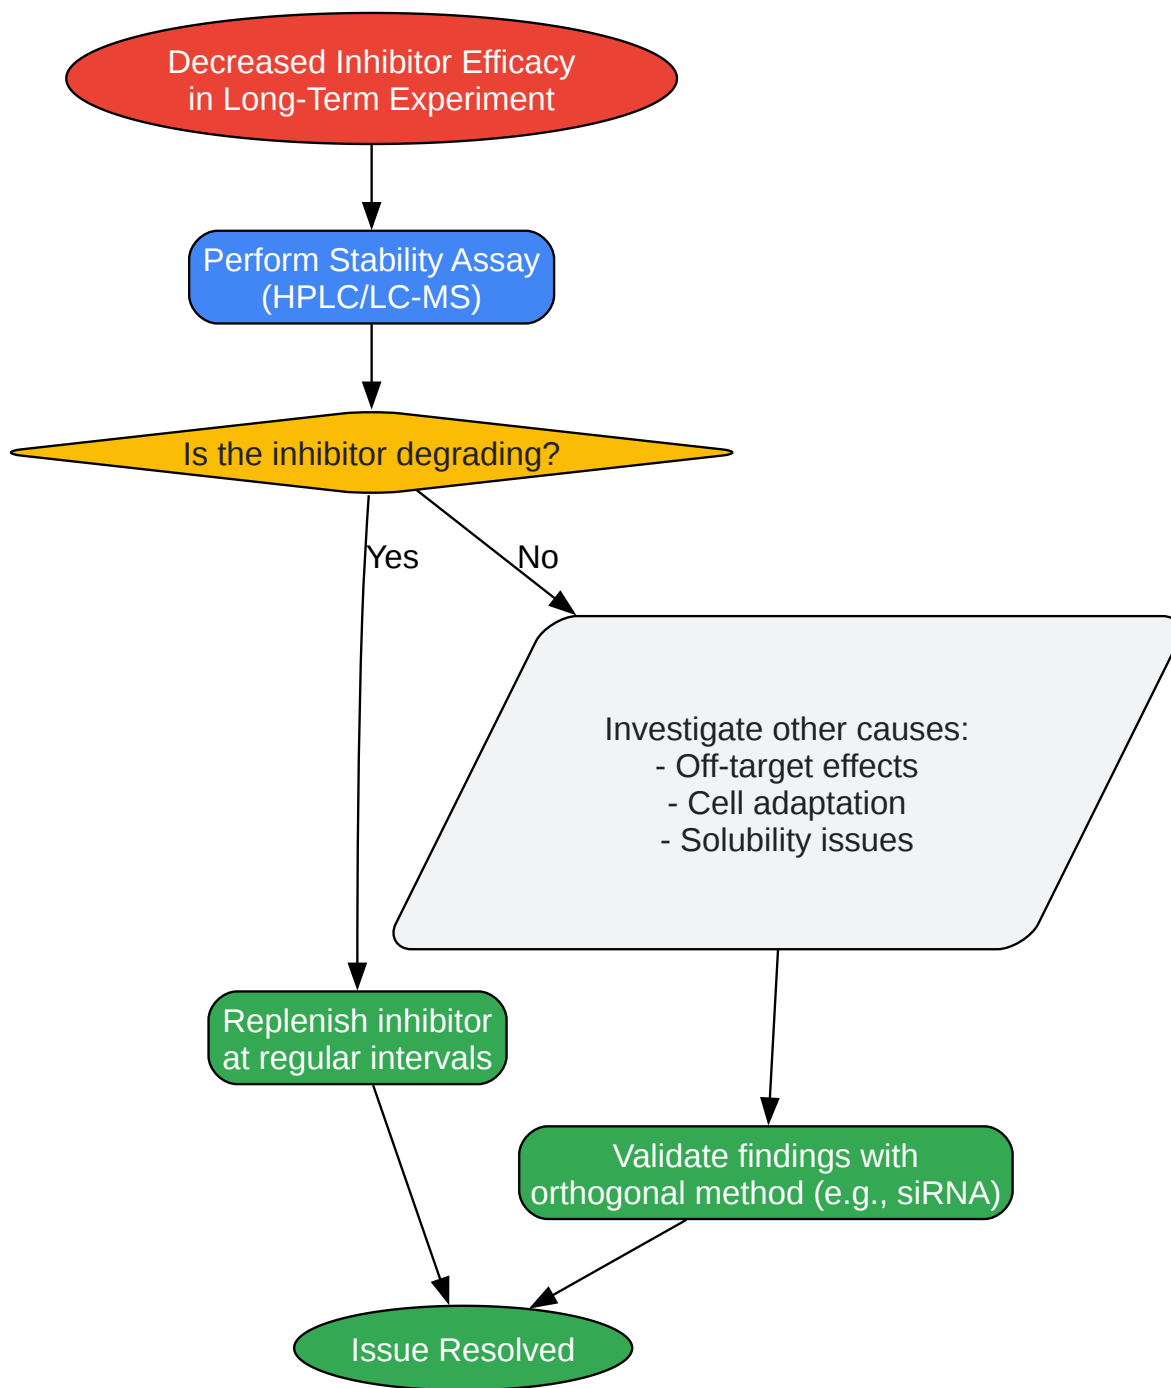 Decreased Inhibitor Efficacy
in Long-Term Experiment
Perform Stability Assay
(HPLC/LC-MS)
Is the inhibitor degrading?
Yes
No
Investigate other causes:
- Off-target effects
- Cell adaptation
- Solubility issues
Replenish inhibitor
at regular intervals
Validate findings with
orthogonal method (e.g., siRNA)
Issue Resolved